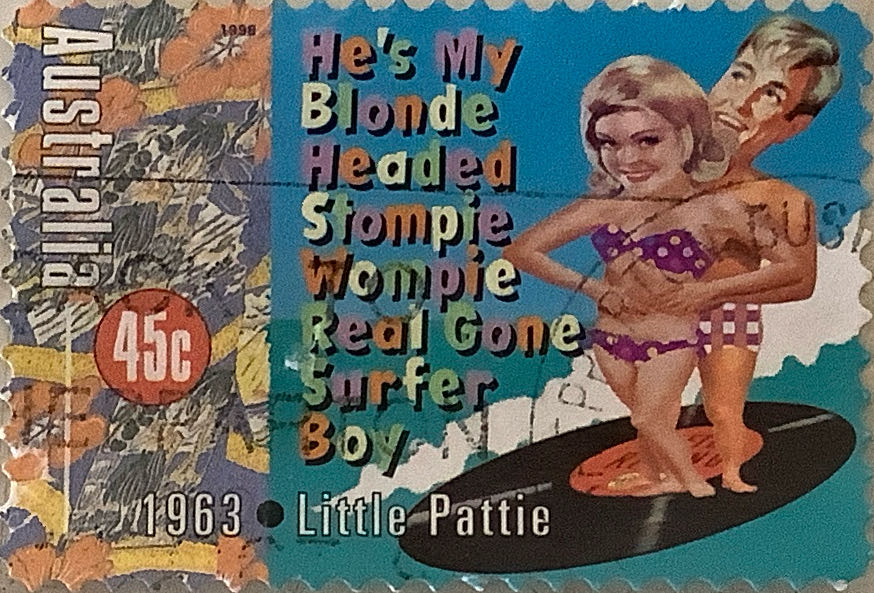 Australia
1998
45c
He's My
Blonde
Headed
Stompie
Wompie
Real Gone
Surfer
Boy
1963 • Little Pattie